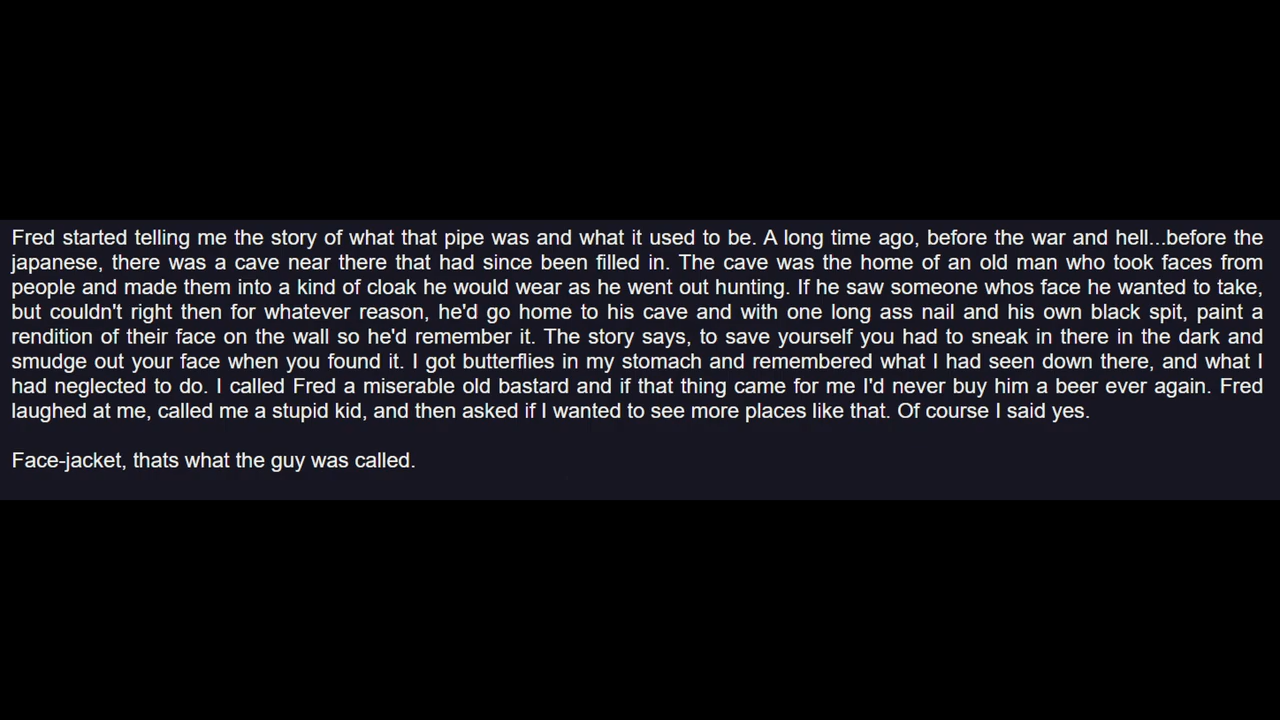 Fred started telling me the story of what that pipe was and what it used to be. A long time ago, before the war and hell...before the
japanese, there was a cave near there that had since been filled in. The cave was the home of an old man who took faces from
people and made them into a kind of cloak he would wear as he went out hunting. If he saw someone whos face he wanted to take,
but couldn't right then for whatever reason, he'd go home to his cave and with one long ass nail and his own black spit, paint a
rendition of their face on the wall so he'd remember it. The story says, to save yourself you had to sneak in there in the dark and
smudge out your face when you found it. I got butterflies in my stomach and remembered what I had seen down there, and what I
had neglected to do. I called Fred a miserable old bastard and if that thing came for me I'd never buy him a beer ever again. Fred
laughed at me, called me a stupid kid, and then asked if I wanted to see more places like that. Of course I said yes.
Face-jacket, thats what the guy was called.